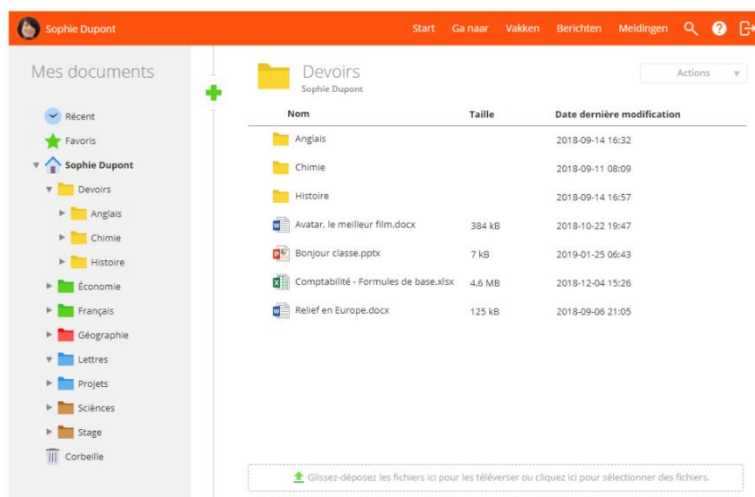 Sophie Dupont Start Ga naar Vakken Berichten Meldingen
Mes documents
Récent
Favoris
Sophie Dupont
Devoirs
Anglais
Chimie
Histoire
Économie
Français
Géographie
Lettres
Projets
Sciènces
Stage
Corbeille
Devoirs
Sophie Dupont
Actions
Nom Taille Date dernière modification
Anglais 2018-09-14 16:32
Chimie 2018-09-11 08:09
Histoire 2018-09-14 16:57
Avatar, le meilleur film.docx 384 kB 2018-10-22 19:47
Bonjour classe.pptx 7 kB 2019-01-25 06:43
Comptabilité - Formules de base.xlsx 4,6 MB 2018-12-04 15:26
Relief en Europe.docx 125 kB 2018-09-06 21:05
Glissez-déposez les fichiers ici pour les téléverser ou cliquez ici pour sélectionner des fichiers.